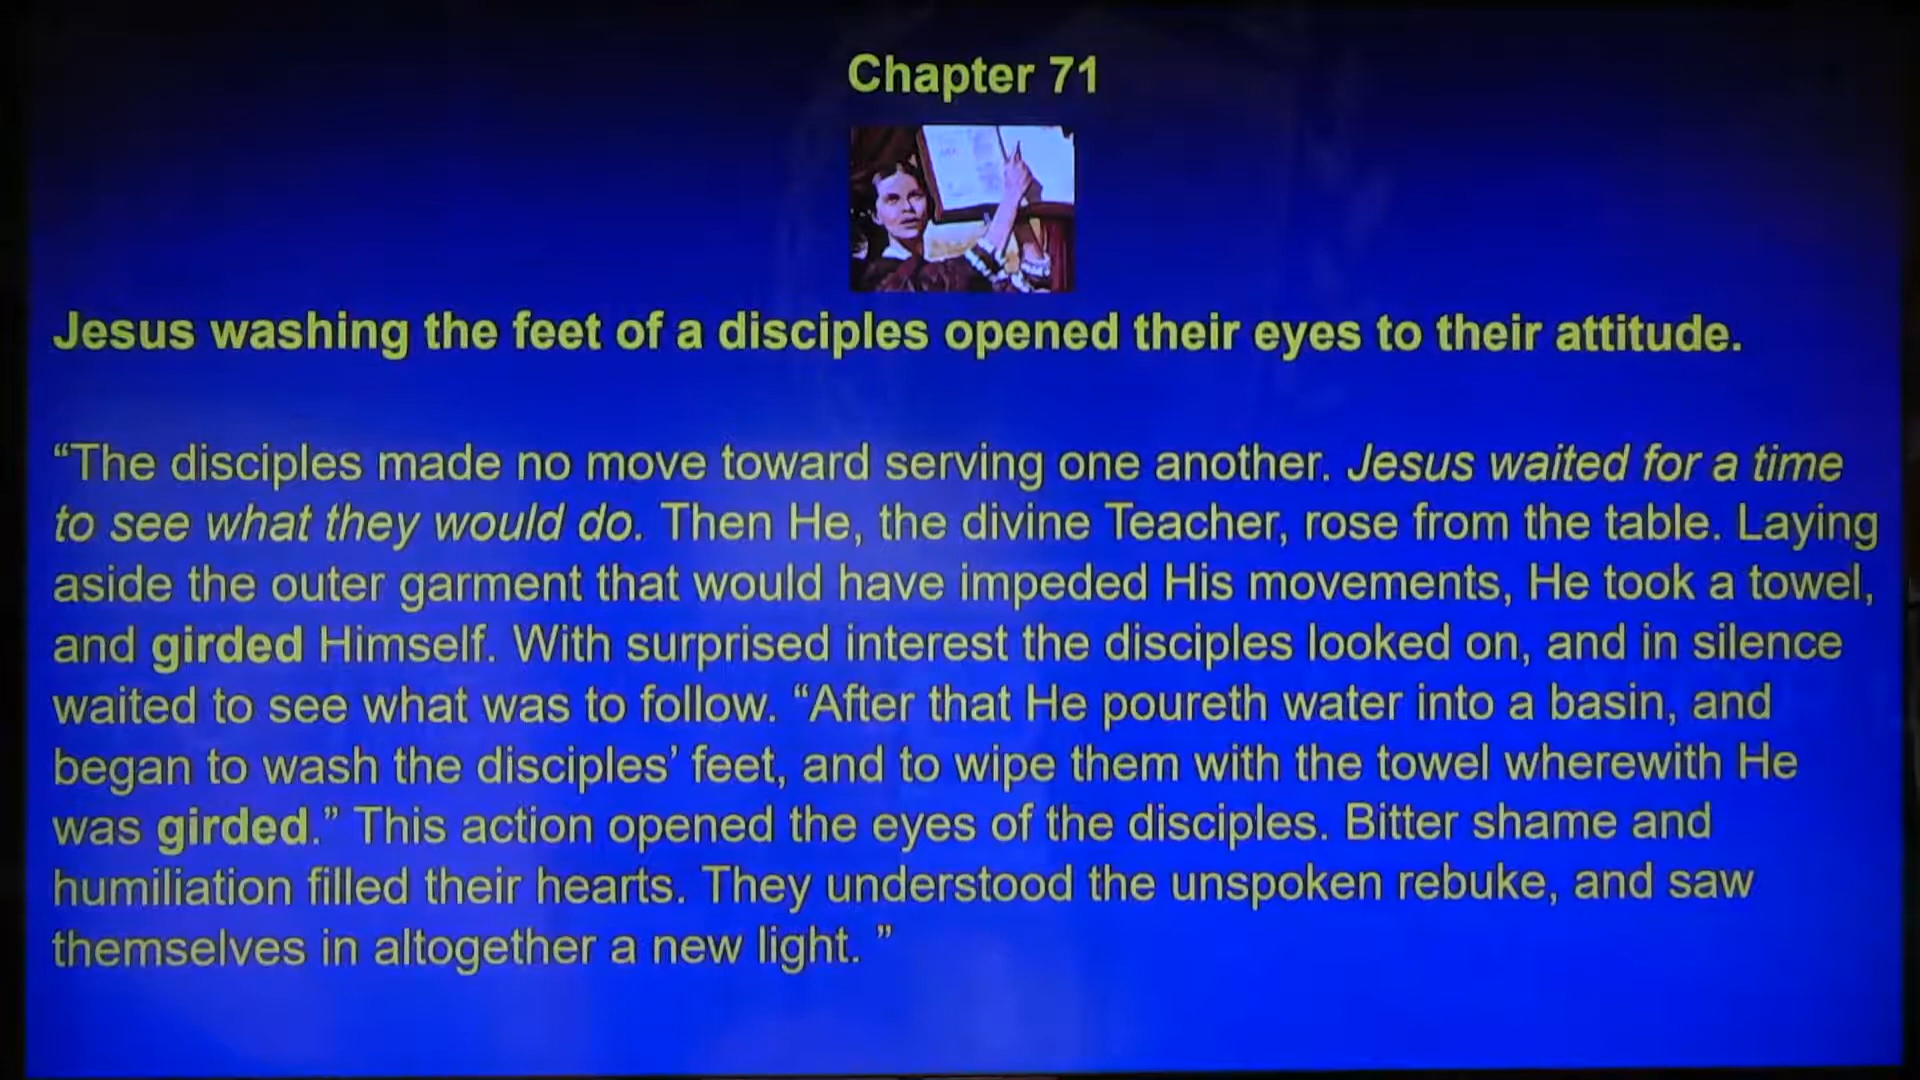 Chapter 71
Jesus washing the feet of a disciples opened their eyes to their attitude.
“The disciples made no move toward serving one another. Jesus waited for a time
to see what they would do. Then He, the divine Teacher, rose from the table. Laying
aside the outer garment that would have impeded His movements, He took a towel,
and girded Himself. With surprised interest the disciples looked on, and in silence
waited to see what was to follow. “After that He poureth water into a basin, and
began to wash the disciples’ feet, and to wipe them with the towel wherewith He
was girded.” This action opened the eyes of the disciples. Bitter shame and
humiliation filled their hearts. They understood the unspoken rebuke, and saw
themselves in altogether a new light. ”